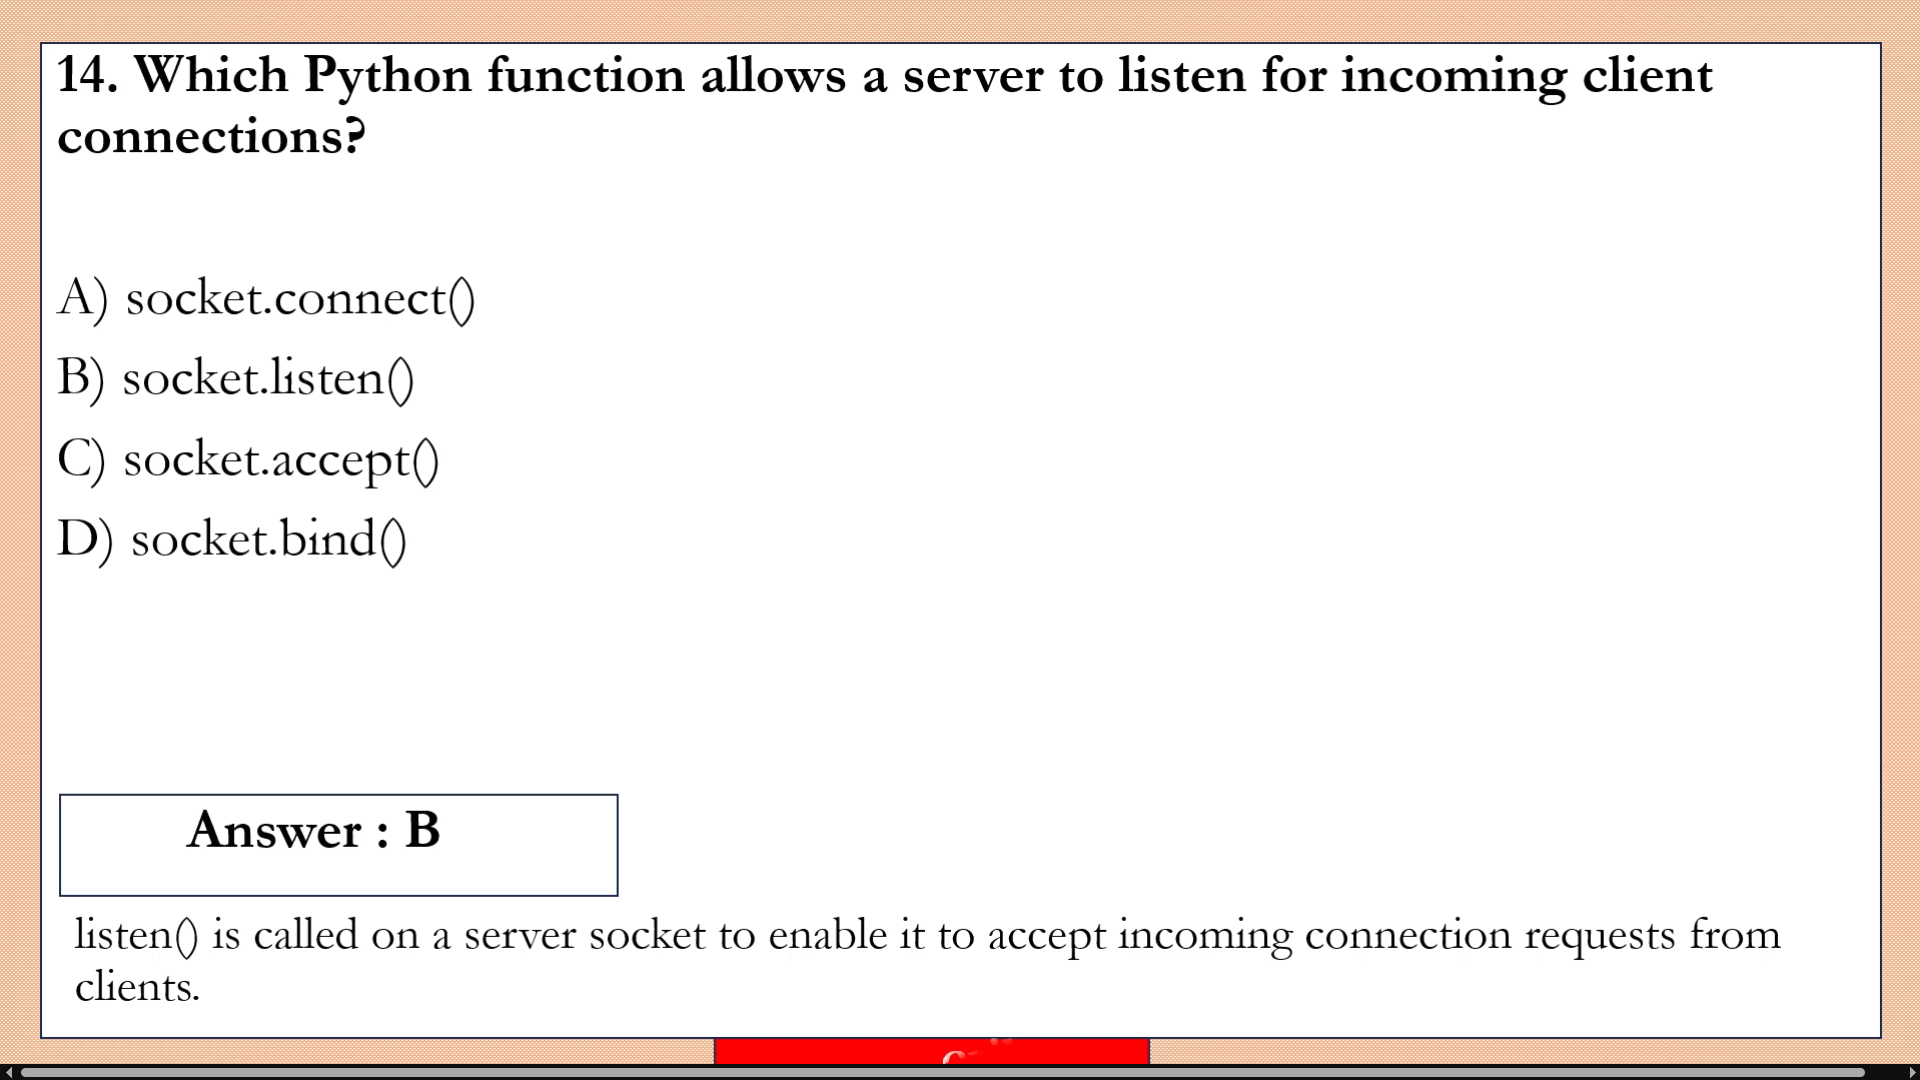 14. Which Python function allows a server to listen for incoming client
connections?
A) socket.connect()
B) socket.listen()
C) socket.accept()
D) socket.bind()
Answer : B
listen() is called on a server socket to enable it to accept incoming connection requests from
clients.